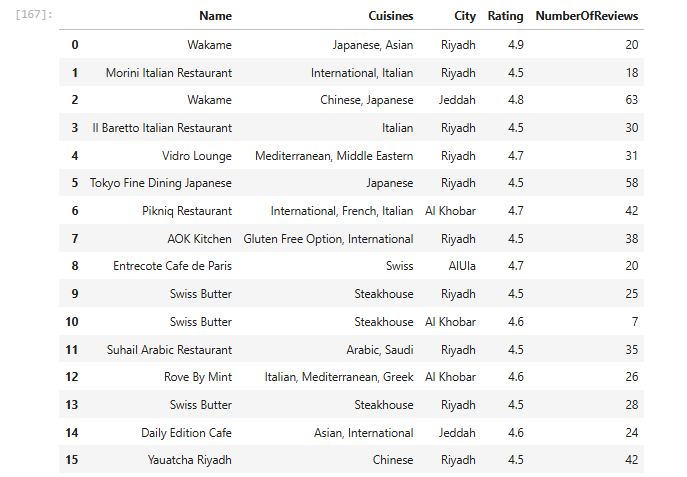 [167]:
Name Cuisines City Rating NumberOfReviews
0 Wakame Japanese, Asian Riyadh 4.9 20
1 Morini Italian Restaurant International, Italian Riyadh 4.5 18
2 Wakame Chinese, Japanese Jeddah 4.8 63
3 Il Baretto Italian Restaurant Italian Riyadh 4.5 30
4 Vidro Lounge Mediterranean, Middle Eastern Riyadh 4.7 31
5 Tokyo Fine Dining Japanese Japanese Riyadh 4.5 58
6 Pikniq Restaurant International, French, Italian Al Khobar 4.7 42
7 AOK Kitchen Gluten Free Option, International Riyadh 4.5 38
8 Entrecote Cafe de Paris Swiss AlUla 4.7 20
9 Swiss Butter Steakhouse Riyadh 4.5 25
10 Swiss Butter Steakhouse Al Khobar 4.6 7
11 Suhail Arabic Restaurant Arabic, Saudi Riyadh 4.5 35
12 Rove By Mint Italian, Mediterranean, Greek Al Khobar 4.6 26
13 Swiss Butter Steakhouse Riyadh 4.5 28
14 Daily Edition Cafe Asian, International Jeddah 4.6 24
15 Yauatcha Riyadh Chinese Riyadh 4.5 42